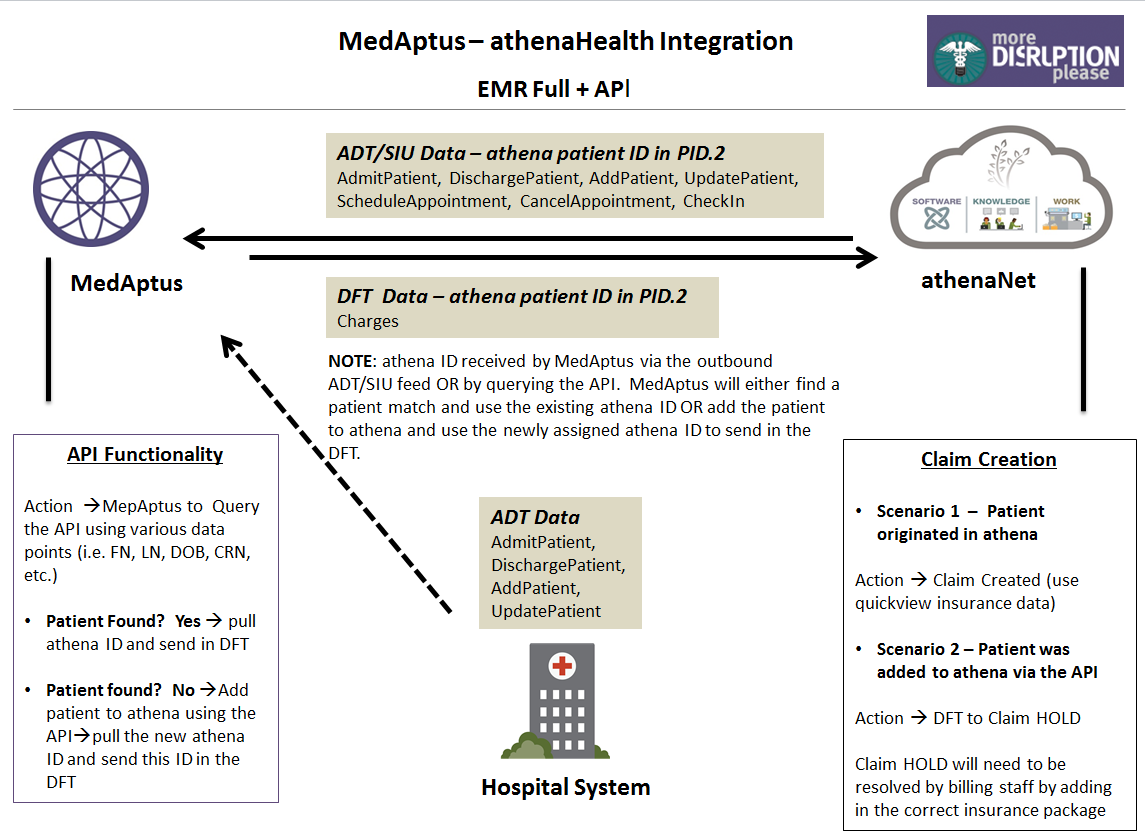 MedAptus – athenaHealth Integration
EMR Full + API
more
DISRUPTION
please
ADT/SIU Data – athena patient ID in PID.2
AdmitPatient, DischargePatient, AddPatient, UpdatePatient,
ScheduleAppointment, CancelAppointment, CheckIn
SOFTWARE
KNOWLEDGE
WORK
MedAptus
athenaNet
DFT Data – athena patient ID in PID.2
Charges
NOTE: athena ID received by MedAptus via the outbound
ADT/SIU feed OR by querying the API. MedAptus will either find a
patient match and use the existing athena ID OR add the patient
to athena and use the newly assigned athena ID to send in the
DFT.
API Functionality
Action →MepAptus to Query
the API using various data
points (i.e. FN, LN, DOB, CRN,
etc.)
• Patient Found? Yes → pull
athena ID and send in DFT
• Patient found? No →Add
patient to athena using the
API→pull the new athena
ID and send this ID in the
DFT
ADT Data
AdmitPatient,
DischargePatient,
AddPatient,
UpdatePatient
Hospital System
Claim Creation
• Scenario 1 – Patient
originated in athena
Action → Claim Created (use
quickview insurance data)
• Scenario 2 – Patient was
added to athena via the API
Action → DFT to Claim HOLD
Claim HOLD will need to be
resolved by billing staff by adding
in the correct insurance package